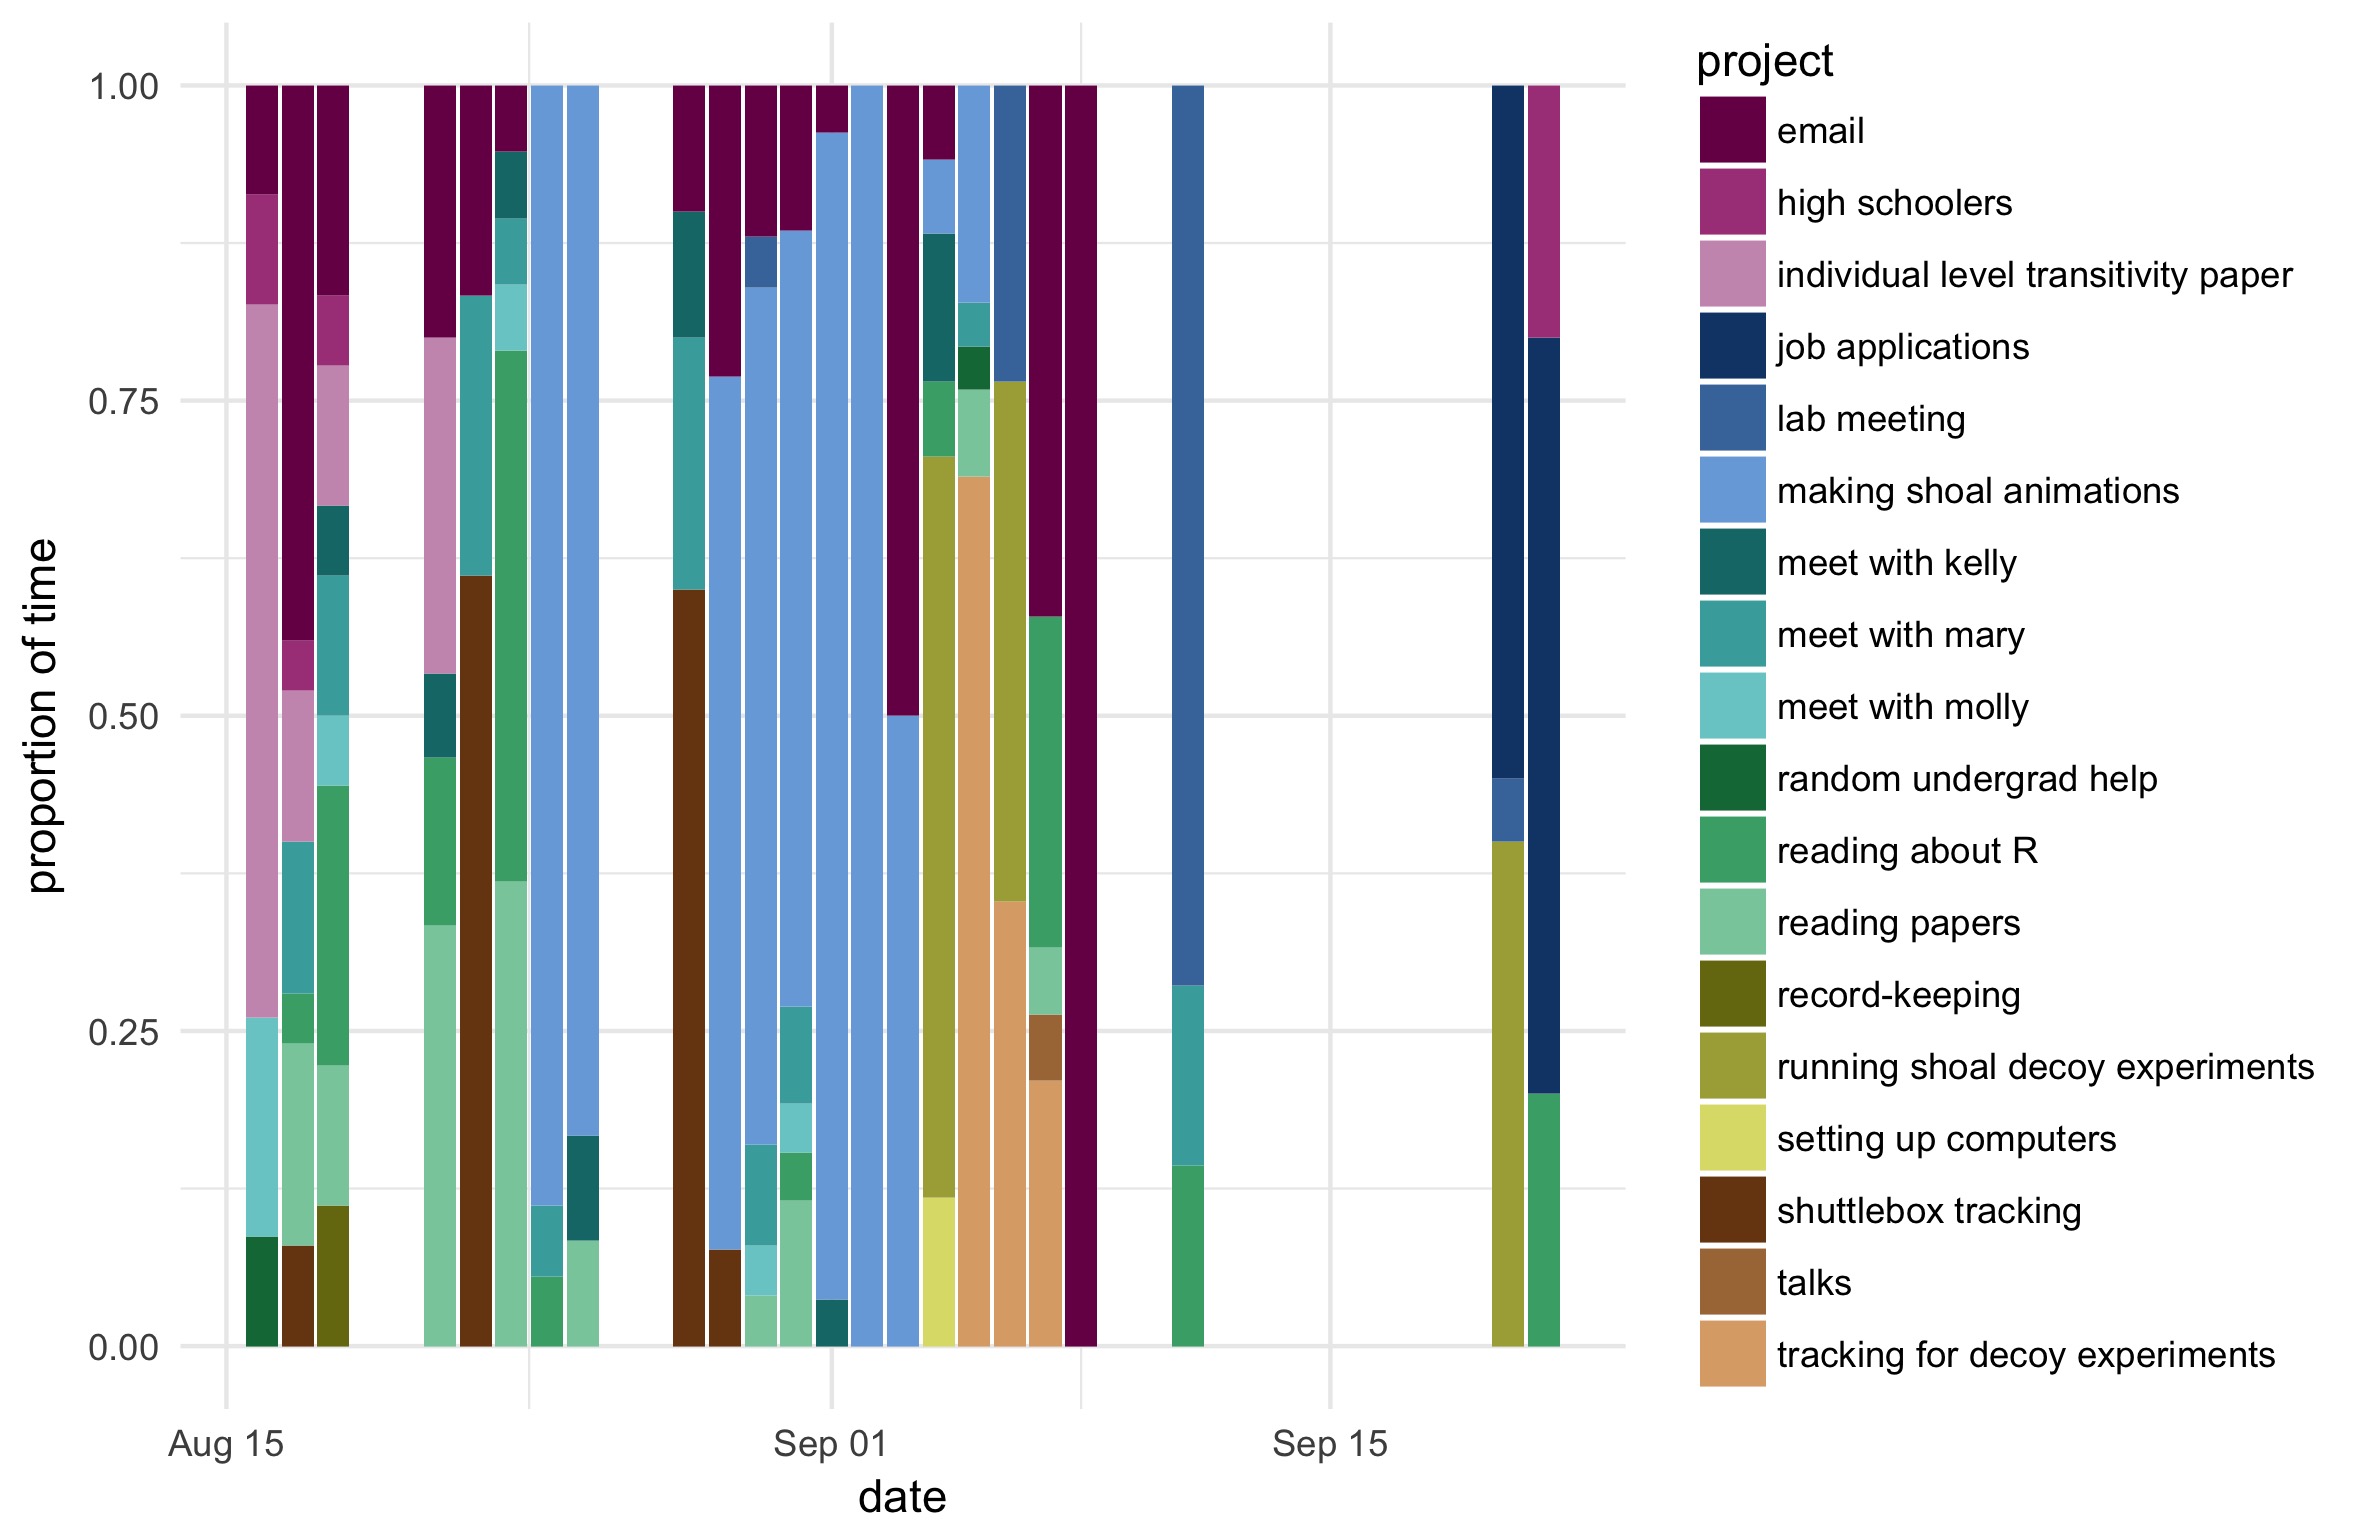 1.00
0.75
0.50
0.25
0.00
proportion of time
Aug 15
Sep 01
Sep 15
date
project
email
high schoolers
individual level transitivity paper
job applications
lab meeting
making shoal animations
meet with kelly
meet with mary
meet with molly
random undergrad help
reading about R
reading papers
record-keeping
running shoal decoy experiments
setting up computers
shuttlebox tracking
talks
tracking for decoy experiments